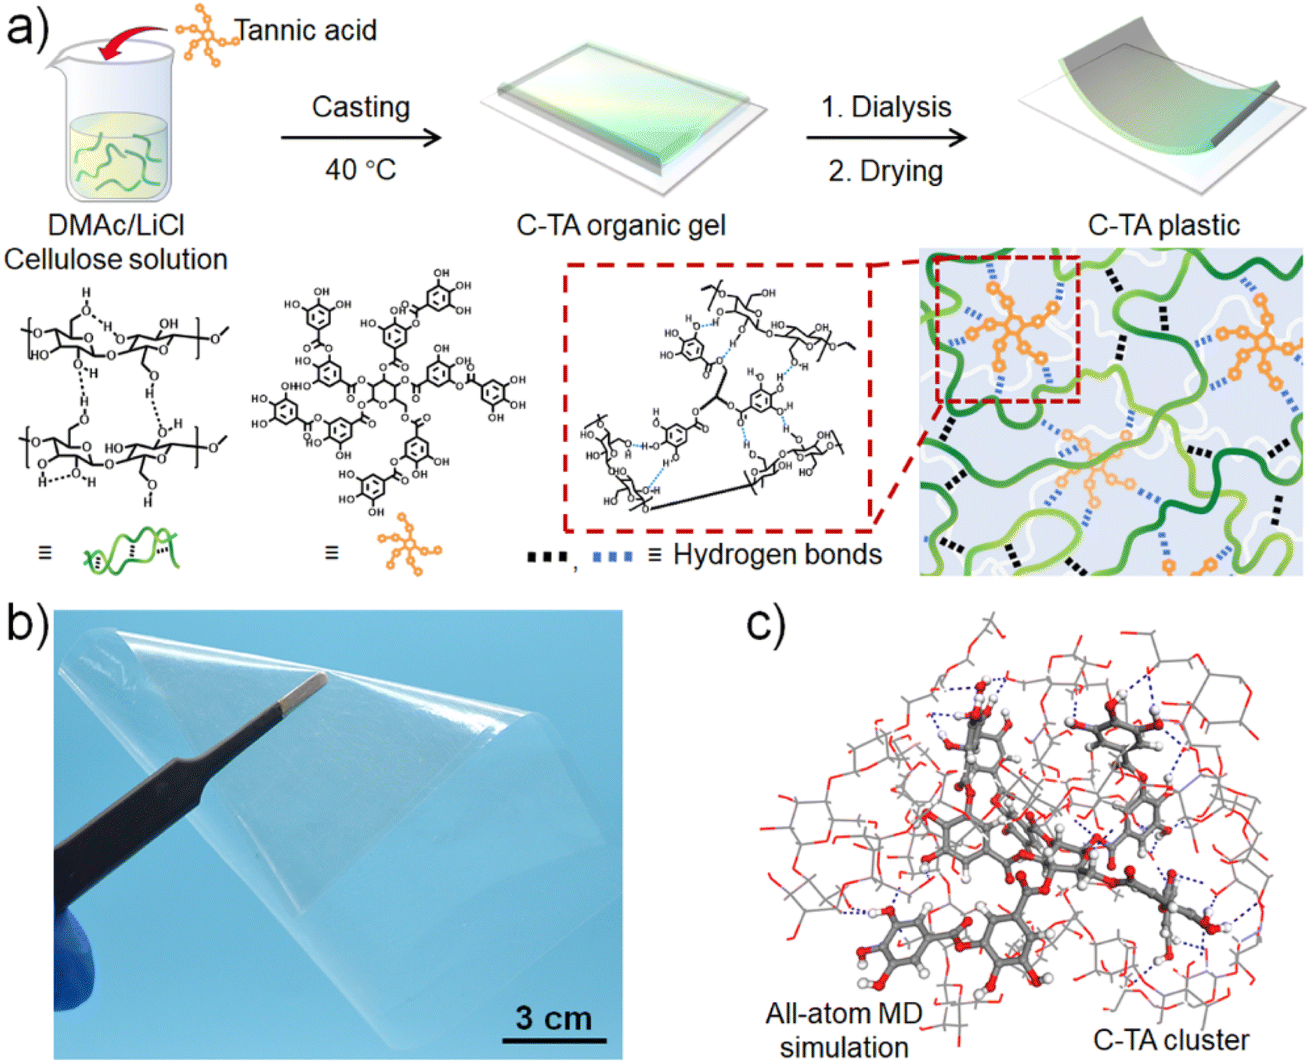 a)
Tannic acid
Casting
40 °C
1. Dialysis
2. Drying
DMAc/LiCl
Cellulose solution
C-TA organic gel
C-TA plastic
≡
≡
, ≡ Hydrogen bonds
b)
3 cm
c)
All-atom MD
simulation
C-TA cluster